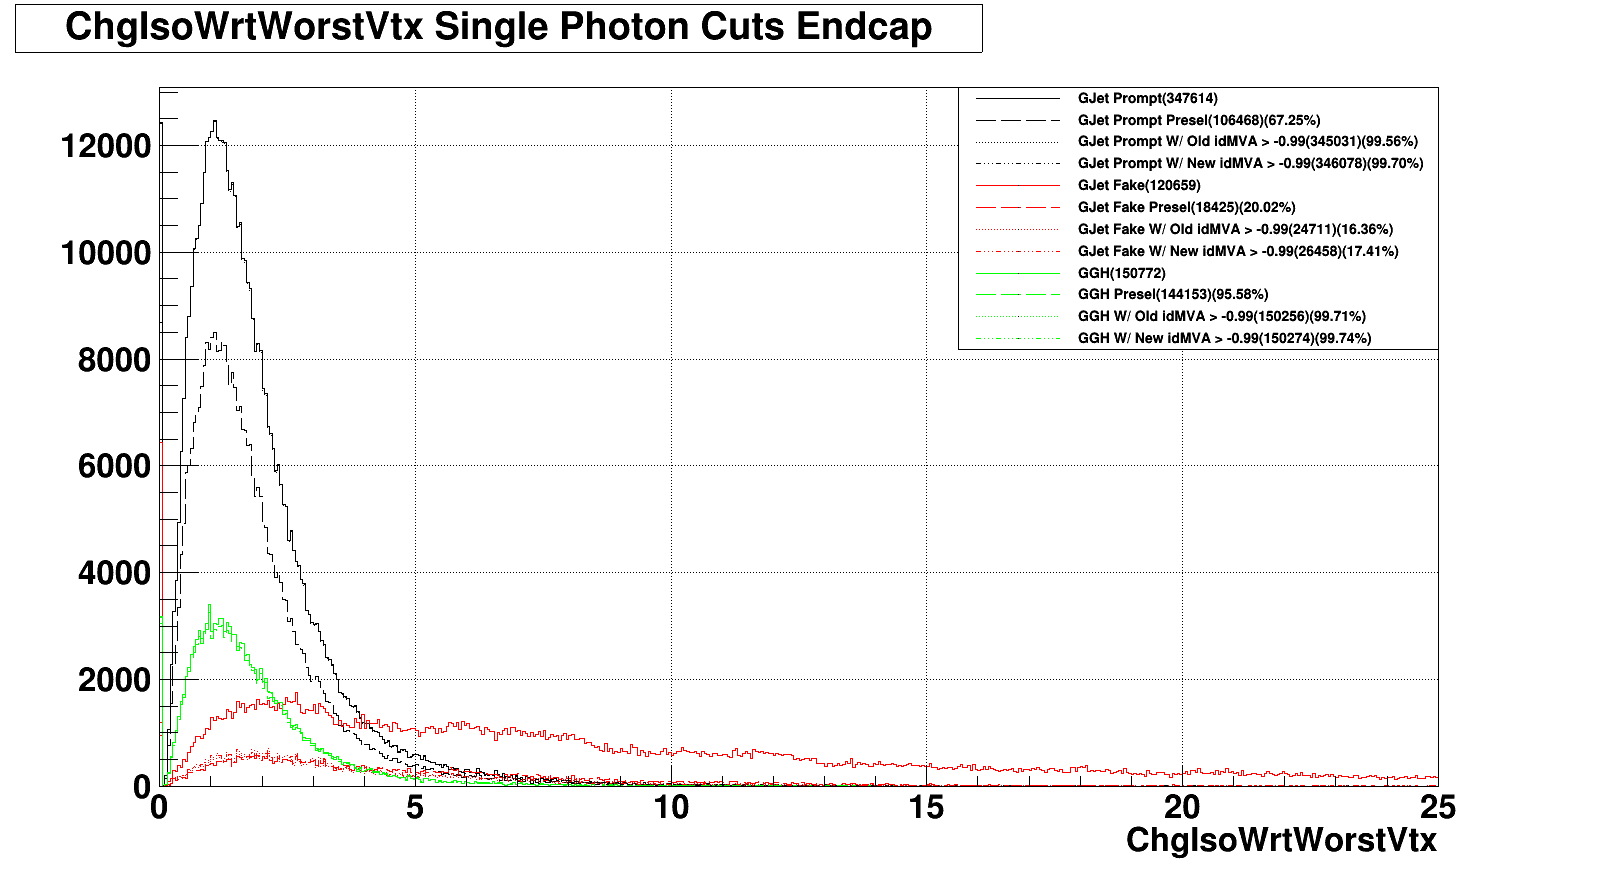 ChgIsoWrtWorstVtx Single Photon Cuts Endcap
GJet Prompt(347614)
GJet Prompt Presel(106468)(67.25%)
GJet Prompt W/ Old idMVA > -0.99(345031)(99.56%)
GJet Prompt W/ New idMVA > -0.99(346078)(99.70%)
GJet Fake(120659)
GJet Fake Presel(18425)(20.02%)
GJet Fake W/ Old idMVA > -0.99(24711)(16.36%)
GJet Fake W/ New idMVA > -0.99(26458)(17.41%)
GGH(150772)
GGH Presel(144153)(95.58%)
GGH W/ Old idMVA > -0.99(150256)(99.71%)
GGH W/ New idMVA > -0.99(150274)(99.74%)
12000
10000
8000
6000
4000
2000
0
0 5 10 15 20 25
ChgIsoWrtWorstVtx